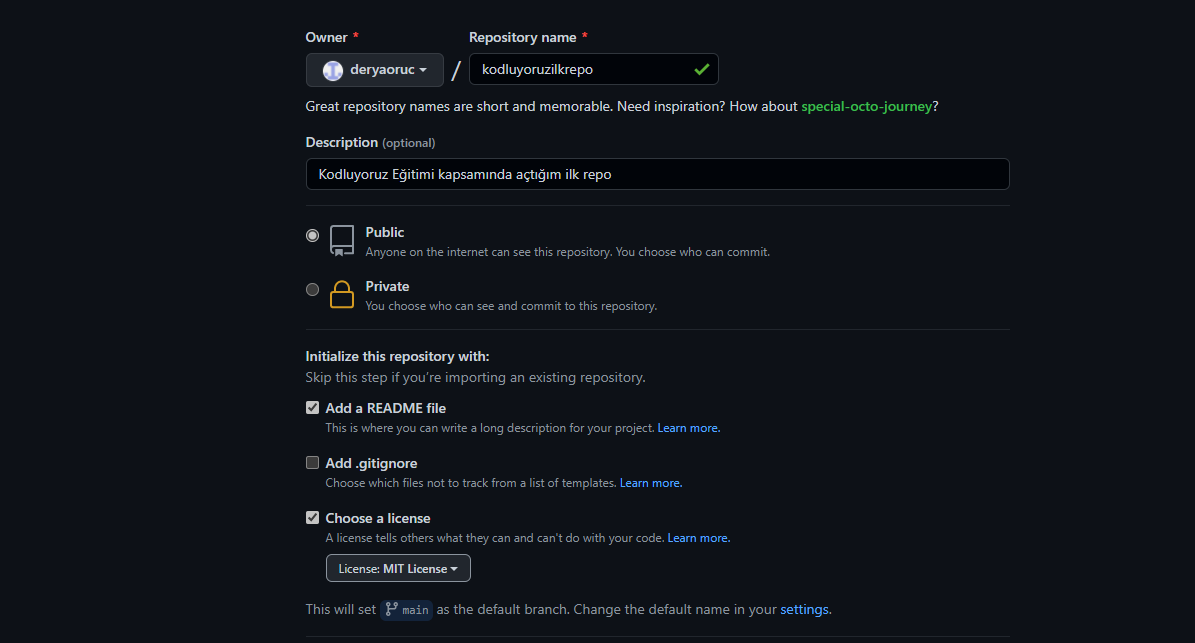 Owner * Repository name *
deryaoruc / kodluyoruzilkrepo
Great repository names are short and memorable. Need inspiration? How about special-octo-journey?
Description (optional)
Kodluyoruz Eğitimi kapsamında açtığım ilk repo
Public
Anyone on the internet can see this repository. You choose who can commit.
Private
You choose who can see and commit to this repository.
Initialize this repository with:
Skip this step if you're importing an existing repository.
Add a README file
This is where you can write a long description for your project. Learn more.
Add .gitignore
Choose which files not to track from a list of templates. Learn more.
Choose a license
A license tells others what they can and can't do with your code. Learn more.
License: MIT License
This will set main as the default branch. Change the default name in your settings.